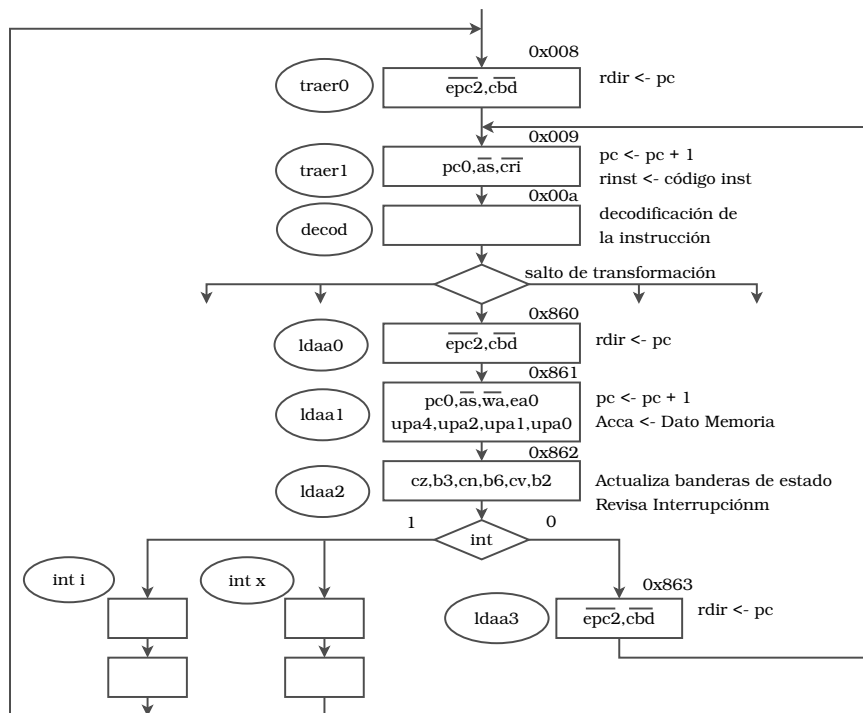 0x008
traer0
epc2,cbd
rdir <- pc
0x009
traer1
pc0,as,cri
pc <- pc + 1
rinst <- código inst
0x00a
decod
decodificación de
la instrucción
salto de transformación
0x860
ldaa0
epc2,cbd
rdir <- pc
0x861
ldaa1
pc0,as,wa,ea0
upa4,upa2,upa1,upa0
pc <- pc + 1
Acca <- Dato Memoria
0x862
ldaa2
cz,b3,cn,b6,cv,b2
Actualiza banderas de estado
Revisa Interrupciónm
1
int
0
int i
int x
0x863
ldaa3
epc2,cbd
rdir <- pc